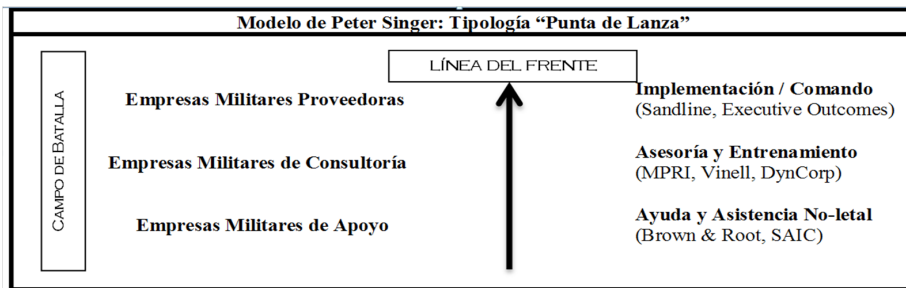 Modelo de Peter Singer: Tipología “Punta de Lanza”
CAMPO DE BATALLA
LÍNEA DEL FRENTE
Empresas Militares Proveedoras
Implementación / Comando
(Sandline, Executive Outcomes)
Empresas Militares de Consultoría
Asesoría y Entrenamiento
(MPRI, Vinell, DynCorp)
Empresas Militares de Apoyo
Ayuda y Asistencia No-letal
(Brown & Root, SAIC)